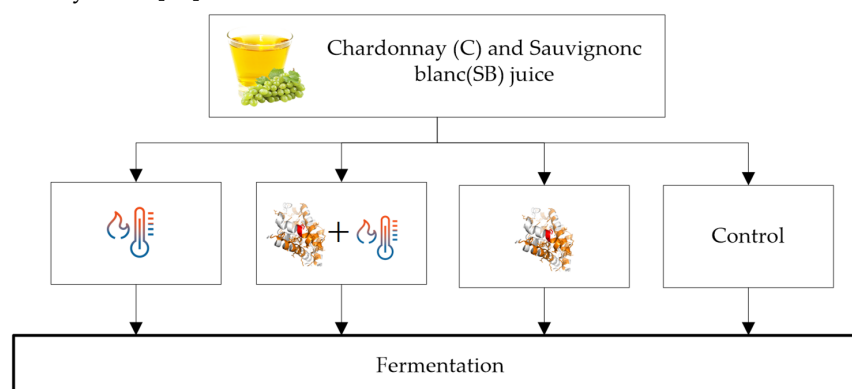 Chardonnay (C) and Sauvignonc
blanc(SB) juice
+
Control
Fermentation